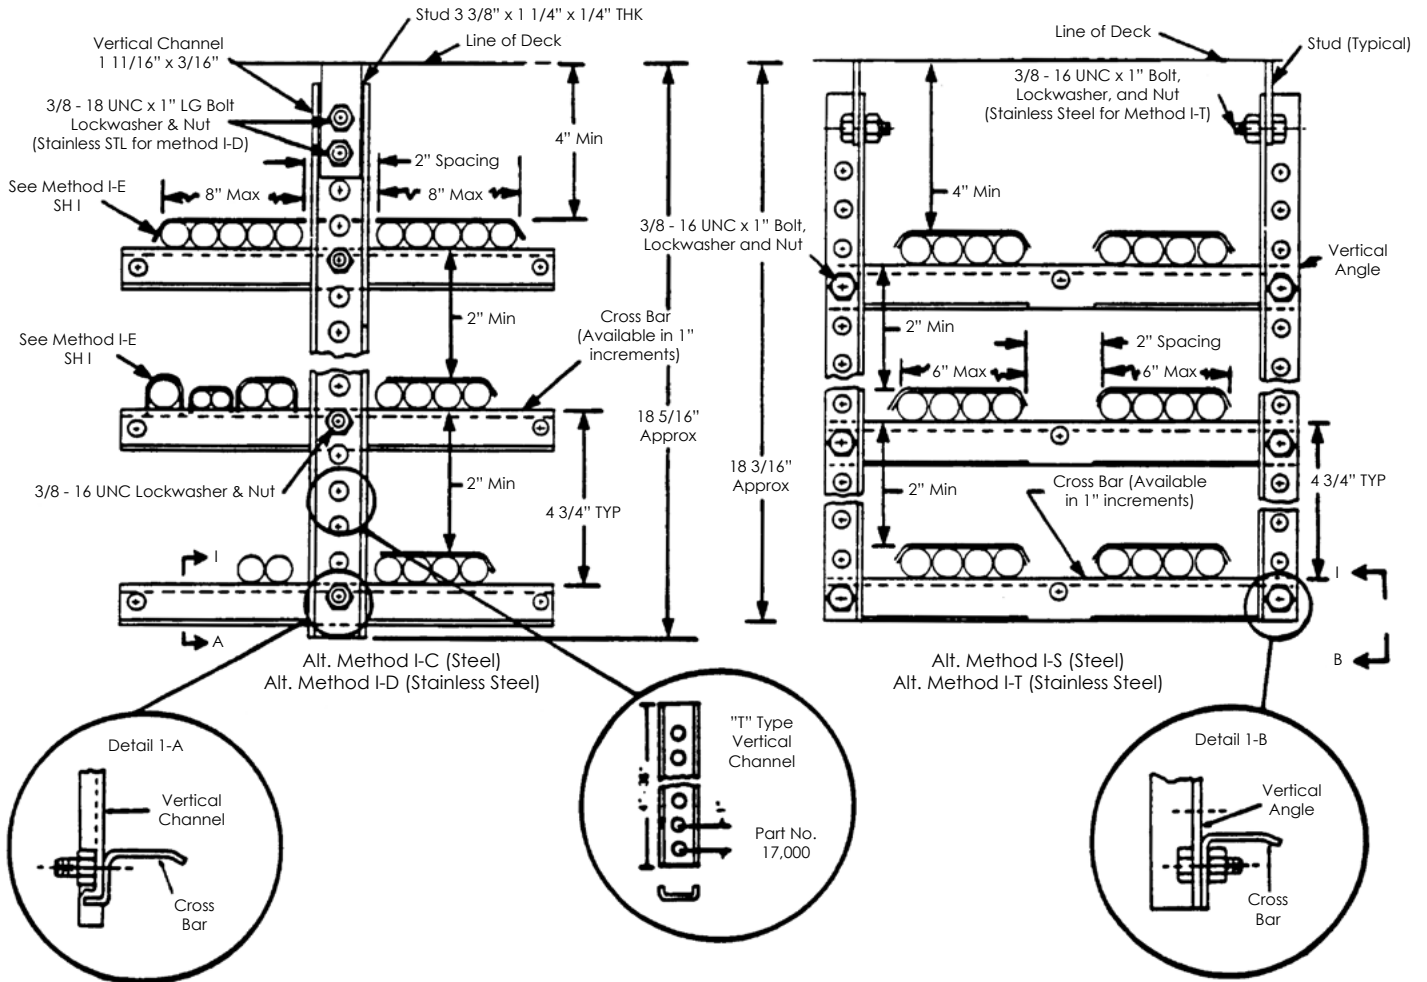 Stud 3 3/8” x 1 1/4” x 1/4” THK
Vertical Channel
1 11/16” x 3/16”
Line of Deck
3/8 - 18 UNC x 1” LG Bolt
Lockwasher & Nut
(Stainless STL for method I-D)
4” Min
2” Spacing
See Method I-E
SH I
8” Max
8” Max
2” Min
Cross Bar
(Available in 1”
increments)
See Method I-E
SH I
18 5/16”
Approx
3/8 - 16 UNC Lockwasher & Nut
2” Min
4 3/4” TYP
I
A
Alt. Method I-C (Steel)
Alt. Method I-D (Stainless Steel)
Line of Deck
Stud (Typical)
3/8 - 16 UNC x 1” Bolt,
Lockwasher, and Nut
(Stainless Steel for Method I-T)
4” Min
3/8 - 16 UNC x 1” Bolt,
Lockwasher and Nut
Vertical
Angle
2” Min
2” Spacing
6” Max
6” Max
18 3/16”
Approx
2” Min
Cross Bar (Available
in 1” increments)
4 3/4” TYP
I
B
Alt. Method I-S (Steel)
Alt. Method I-T (Stainless Steel)
Detail 1-A
Vertical
Channel
Cross
Bar
”T” Type
Vertical
Channel
4" - 36"
1"
Part No.
17,000
Detail 1-B
Vertical
Angle
Cross
Bar